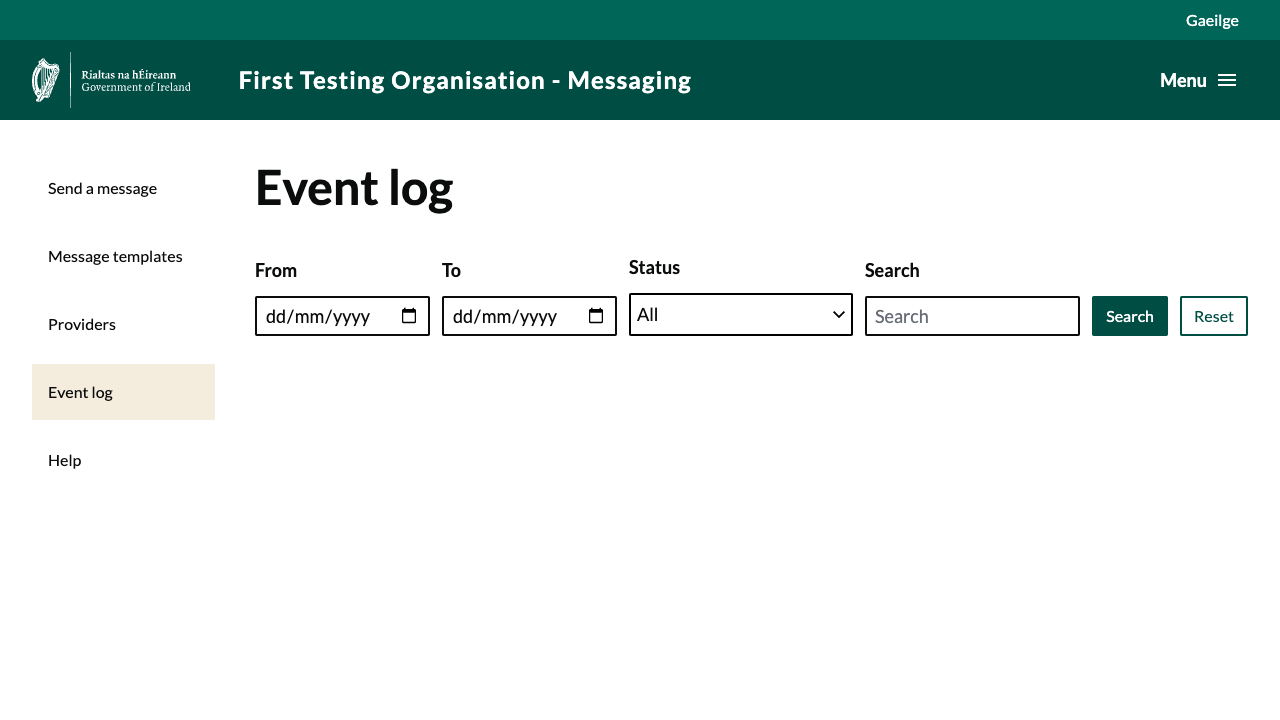 Gaeilge
Rialtas na hÉireann
Government of Ireland
First Testing Organisation - Messaging
Menu
Send a message
Message templates
Providers
Event log
Help
Event log
From
To
Status
Search
dd/mm/yyyy
dd/mm/yyyy
All
Search
Search
Reset